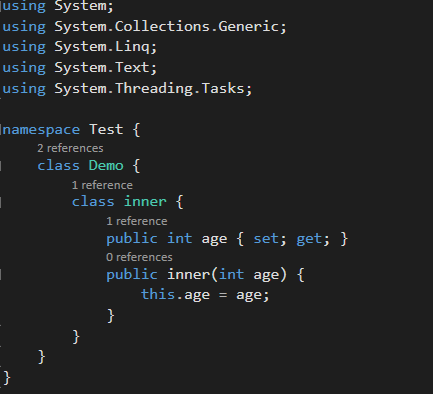 using System;
using System.Collections.Generic;
using System.Linq;
using System.Text;
using System.Threading.Tasks;
namespace Test {
2 references
class Demo {
1 reference
class inner {
1 reference
public int age { set; get; }
0 references
public inner(int age) {
this.age = age;
}
}
}
}